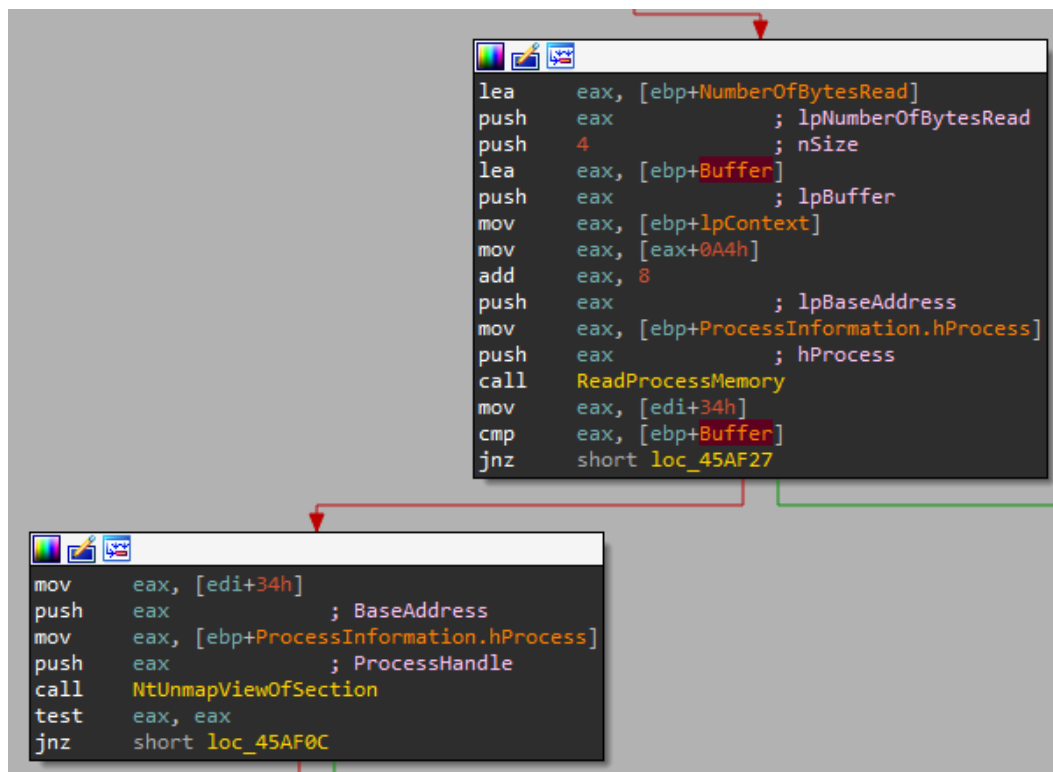 lea eax, [ebp+NumberOfBytesRead]
push eax ; lpNumberOfBytesRead
push 4 ; nSize
lea eax, [ebp+Buffer]
push eax ; lpBuffer
mov eax, [ebp+lpContext]
mov eax, [eax+0A4h]
add eax, 8
push eax ; lpBaseAddress
mov eax, [ebp+ProcessInformation.hProcess]
push eax ; hProcess
call ReadProcessMemory
mov eax, [edi+34h]
cmp eax, [ebp+Buffer]
jnz short loc_45AF27
mov eax, [edi+34h]
push eax ; BaseAddress
mov eax, [ebp+ProcessInformation.hProcess]
push eax ; ProcessHandle
call NtUnmapViewOfSection
test eax, eax
jnz short loc_45AF0C